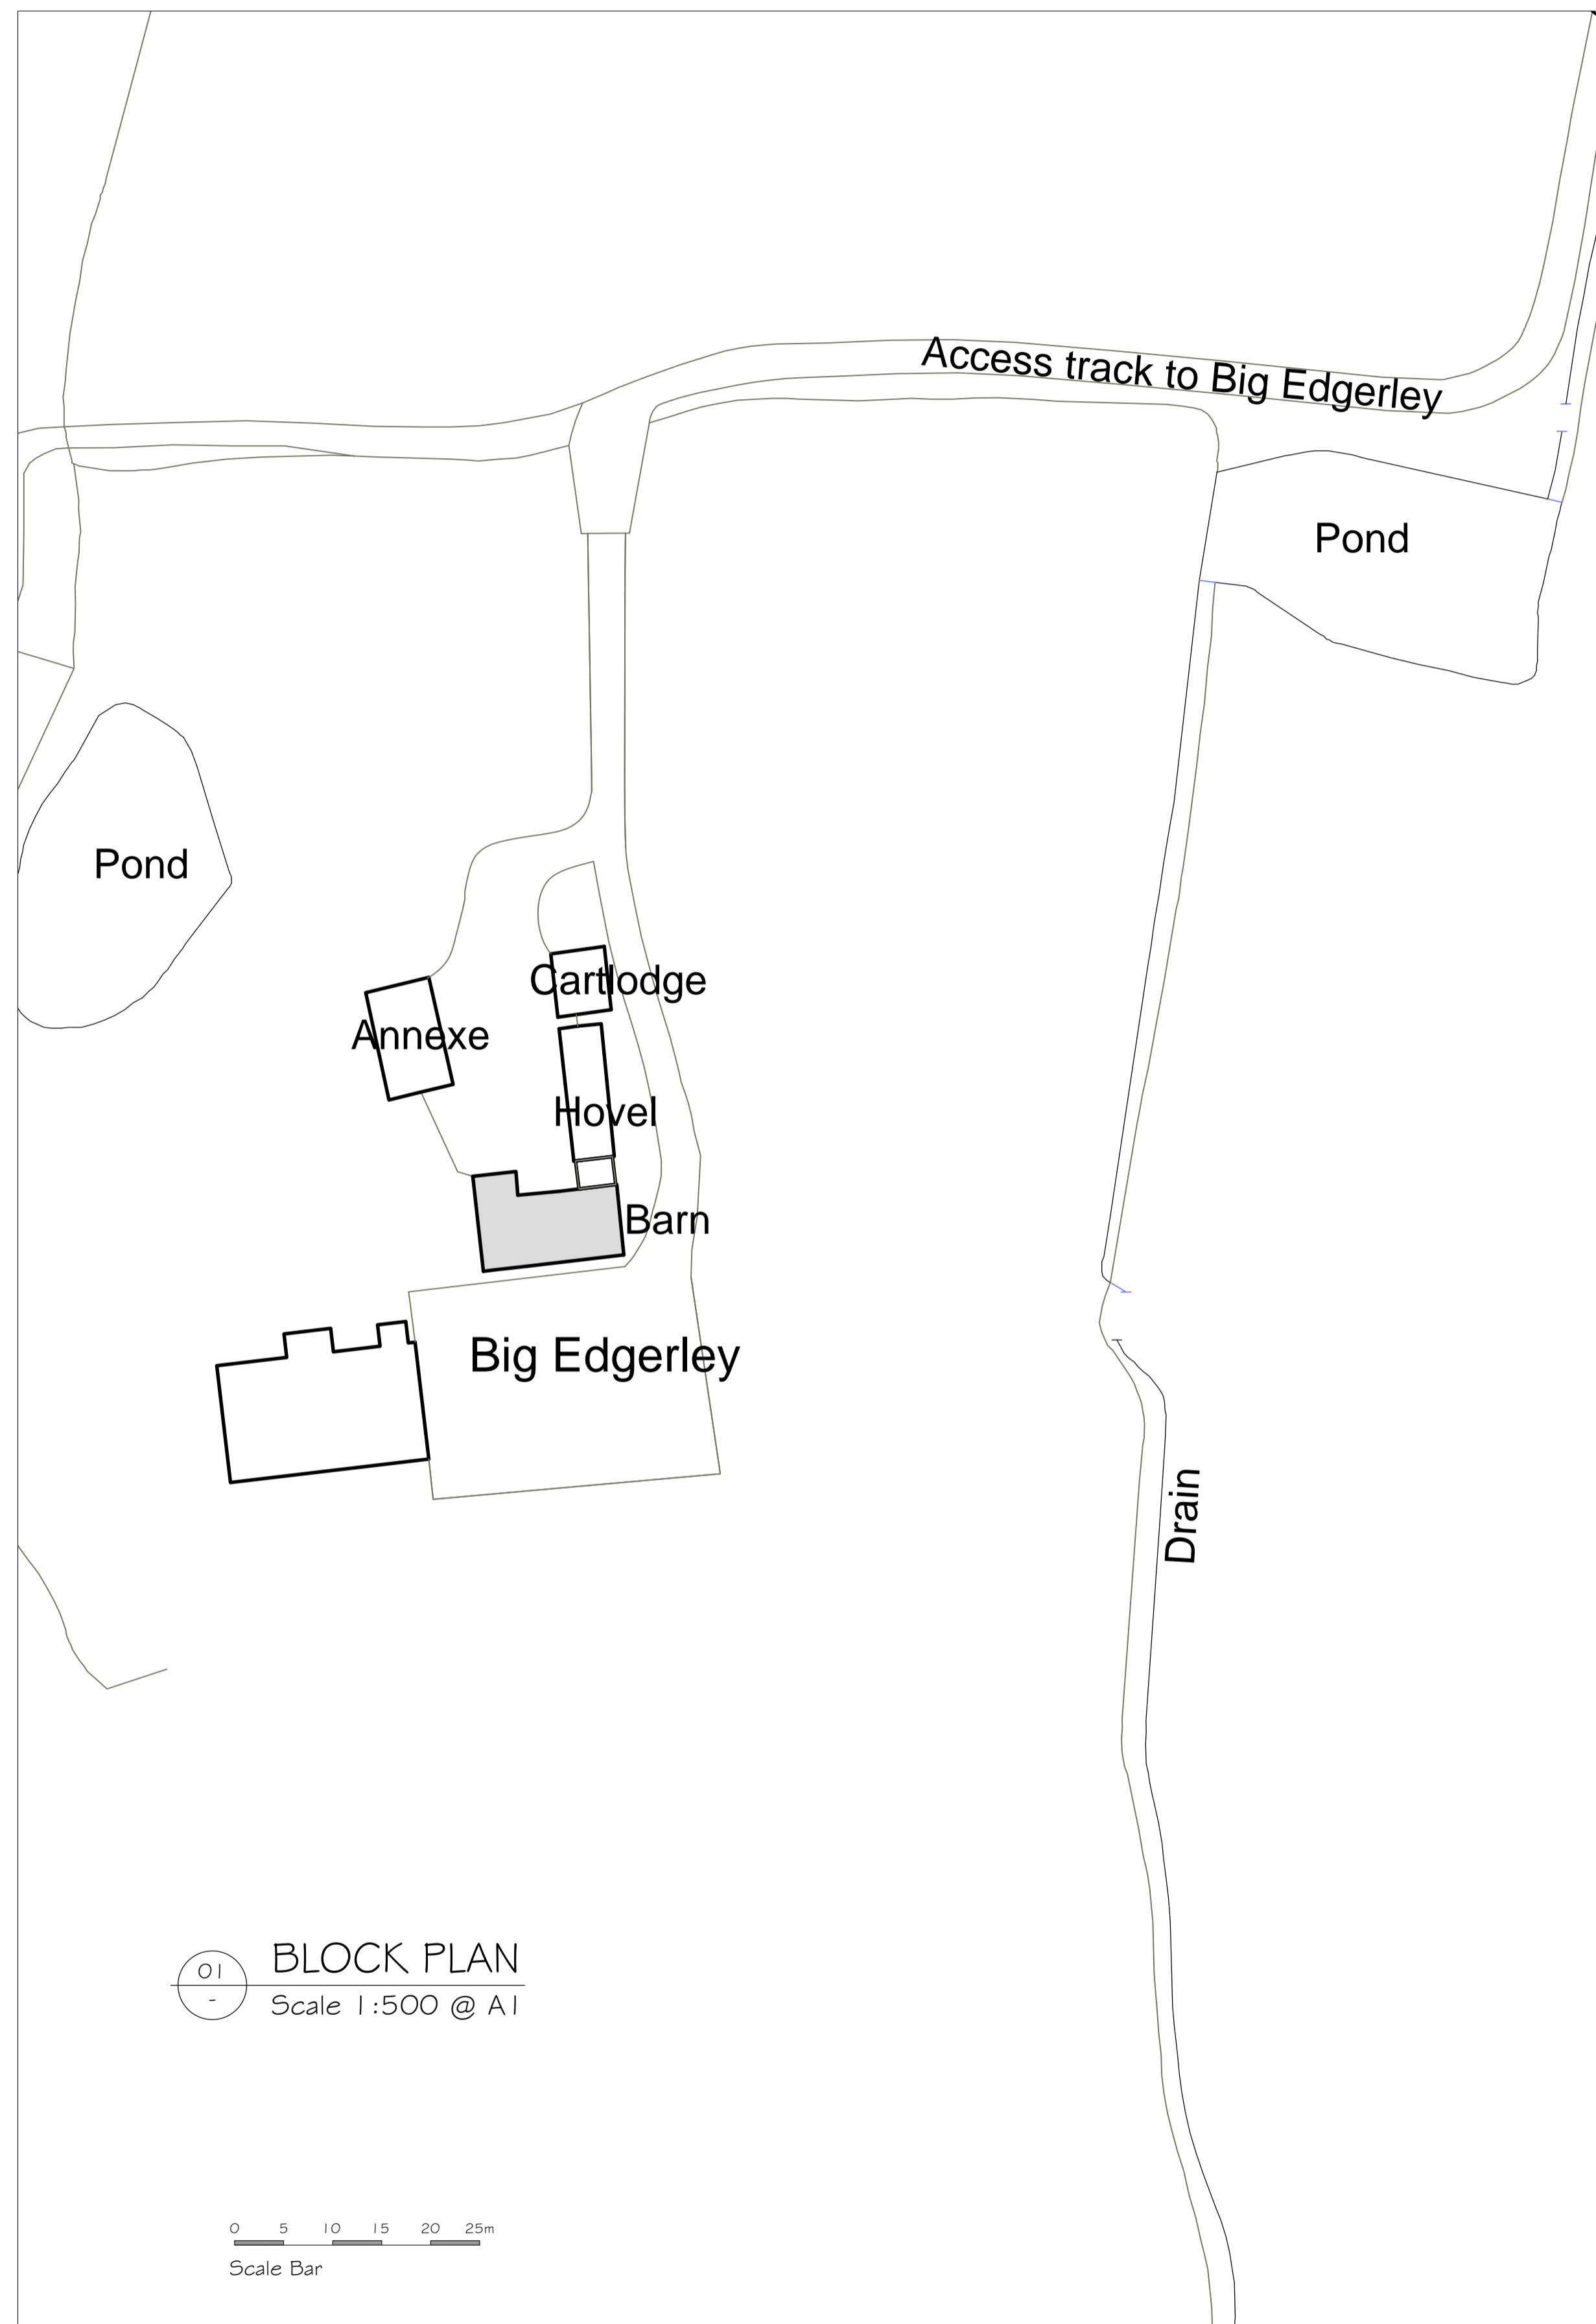 Access track to Big Edgerley
Pond
Pond
Cartlodge
Annexe
Hovel
Barn
Big Edgerley
Drain
01
-
BLOCK PLAN
Scale 1:500 @ A1
0 5 10 15 20 25m
Scale Bar